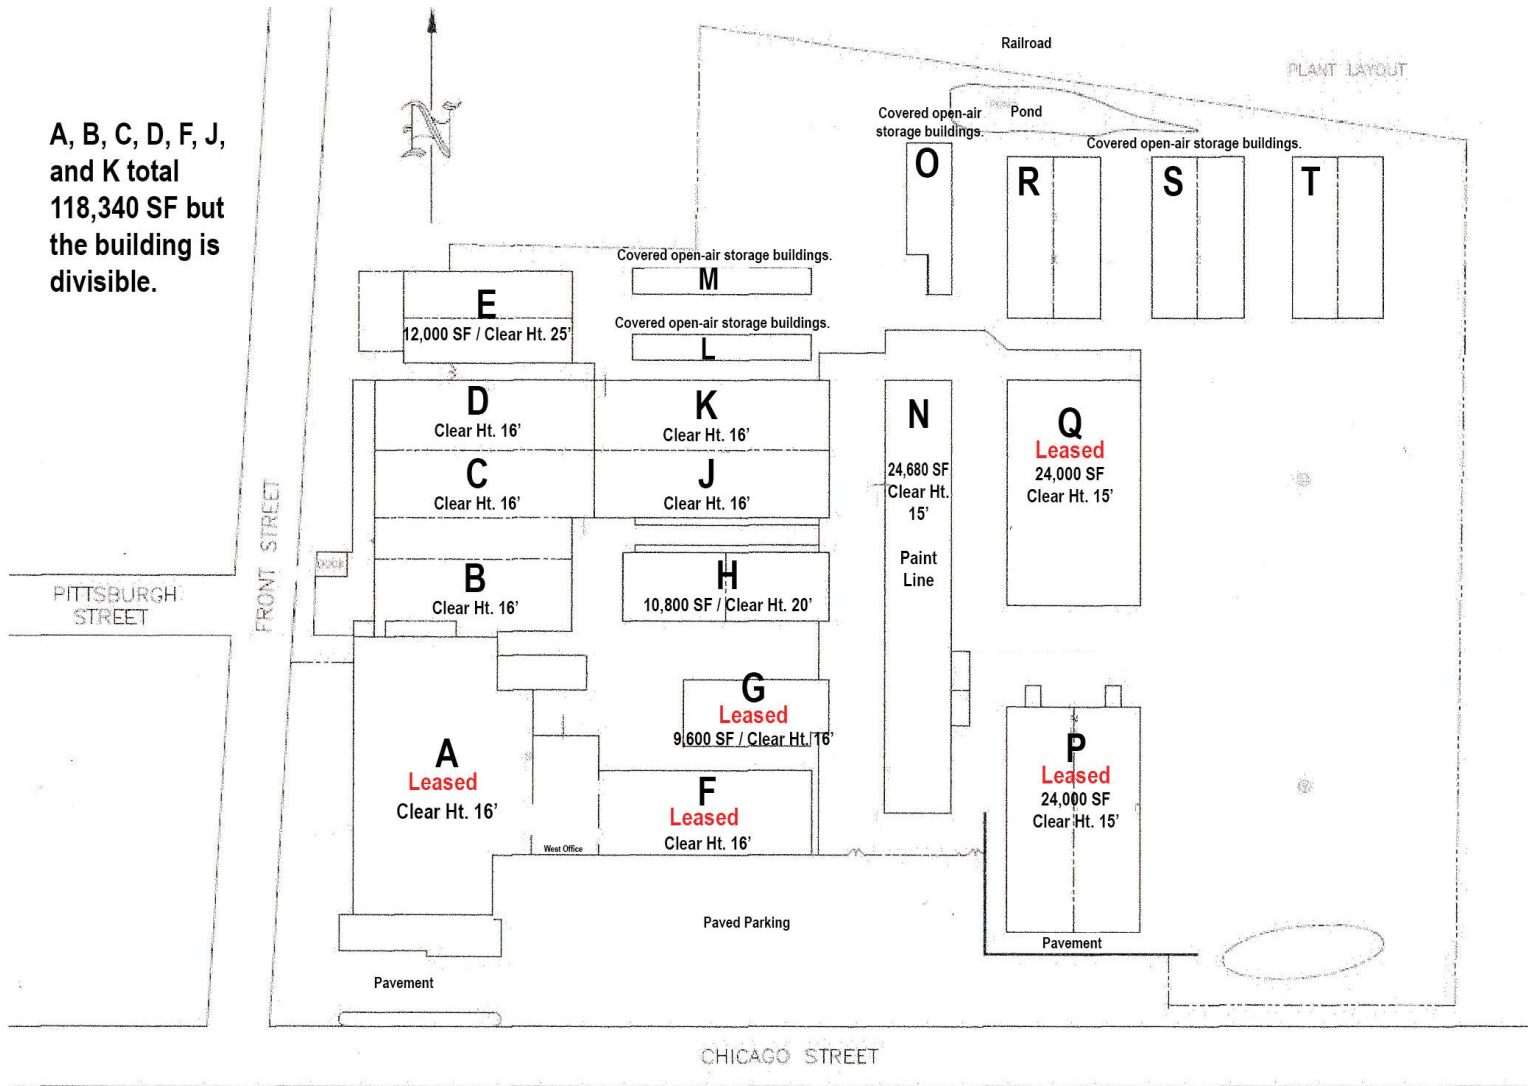 Railroad
PLANT LAYOUT
N
Pond
Covered open-air
storage buildings.
Covered open-air storage buildings.
A, B, C, D, F, J,
and K total
118,340 SF but
the building is
divisible.
O
R
S
T
Covered open-air storage buildings.
M
E
12,000 SF / Clear Ht. 25'
Covered open-air storage buildings.
L
D
Clear Ht. 16'
K
Clear Ht. 16'
N
24,680 SF
Clear Ht.
15'
Paint
Line
Q
Leased
24,000 SF
Clear Ht. 15'
C
Clear Ht. 16'
J
Clear Ht. 16'
FRONT STREET
DOCK
B
Clear Ht. 16'
H
10,800 SF / Clear Ht. 20'
PITTSBURGH
STREET
G
Leased
9,600 SF / Clear Ht. 16'
A
Leased
Clear Ht. 16'
F
Leased
Clear Ht. 16'
P
Leased
24,000 SF
Clear Ht. 15'
West Office
Paved Parking
Pavement
Pavement
CHICAGO STREET